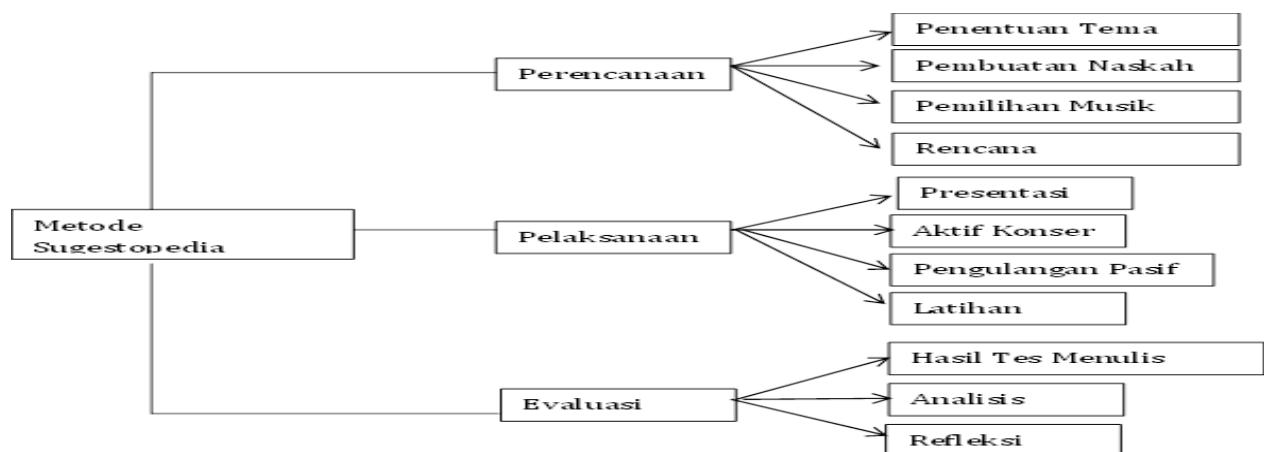 Penentuan Tema
Perencanaan
Pembuatan Naskah
Pemilihan Musik
Rencana
Presentasi
Metode
Sugestopedia
Pelaksanaan
Aktif Konser
Pengulangan Pasif
Latihan
Hasil Tes Menulis
Evaluasi
Analisis
Refleksi